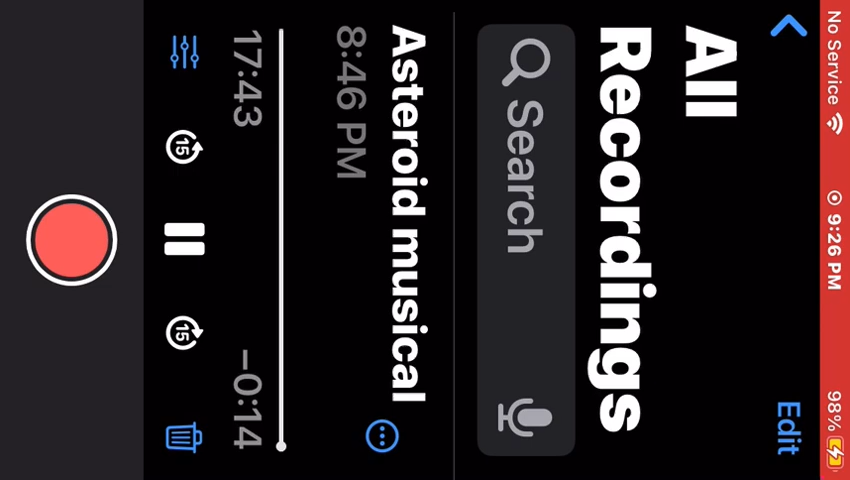 No Service 9:26 PM 98%
Edit
All
Recordings
Search
Asteroid musical
8:46 PM
17:43 −0:14
15 15